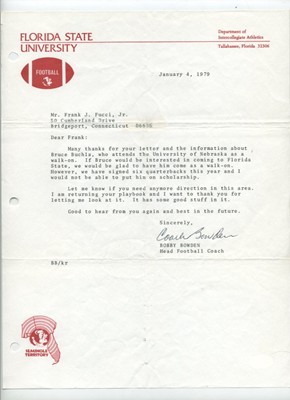 FLORIDA STATE
UNIVERSITY
FOOTBALL
Department of
Intercollegiate Athletics
Tallahassee, Florida 32306
January 4, 1979
Mr. Frank J. Pucci, Jr.
50 Cumberland Drive
Bridgeport, Connecticut
Dear Frank:
Many thanks for your letter and the information about
Bruce Buchla, who attends the University of Nebraska as a
walk-on. If Bruce would be interested in coming to Florida
State, we would be glad to have him come as a walk-on.
However, we have signed six quarterbacks this year and I
would not be able to put him on scholarship.
Let me know if you need anymore direction in this area.
I am returning your playbook and I want to thank you for
letting me look at it. It has some good stuff in it.
Good to hear from you again and best in the future.
Sincerely,
Coach Bowden
BOBBY BOWDEN
Head Football Coach
BB/kr
SEMINOLE
TERRITORY